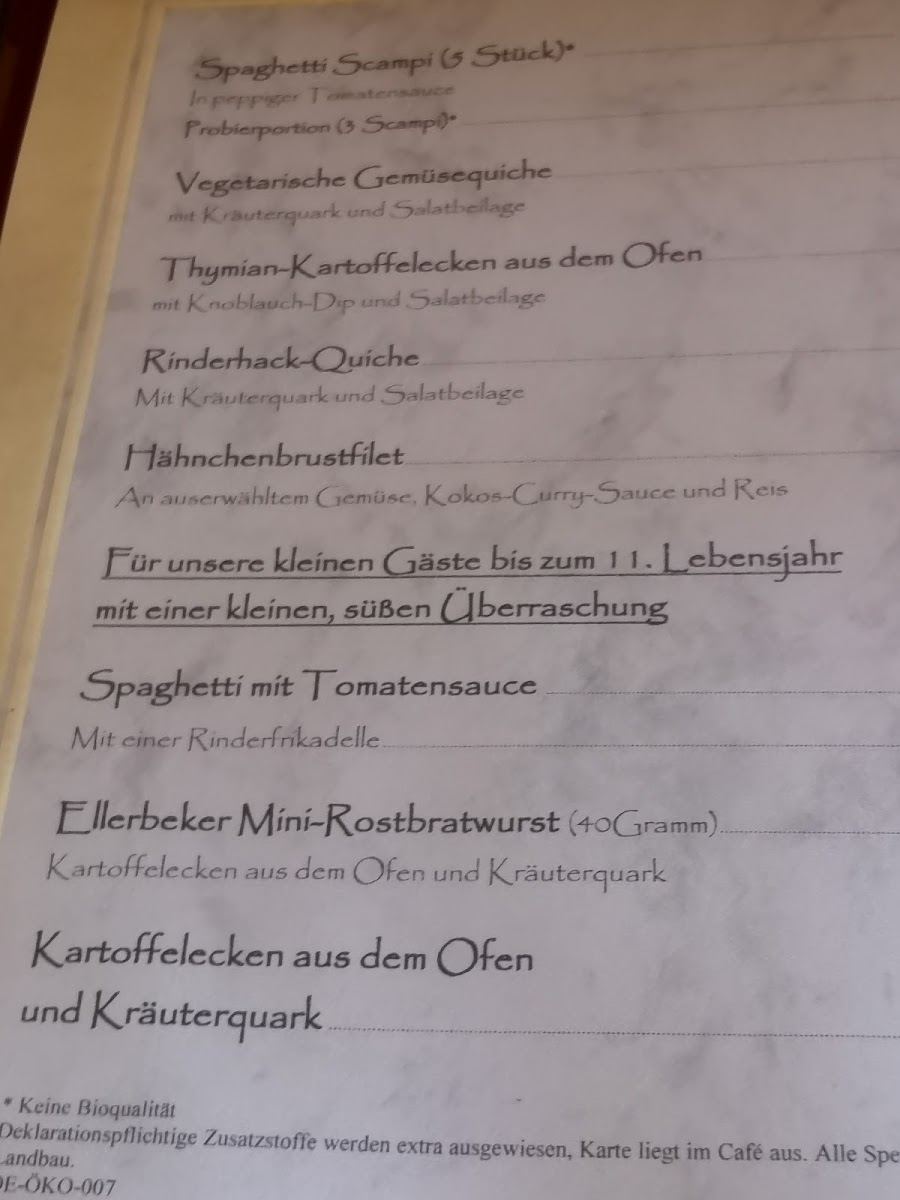 Spaghetti Scampi (5 Stück)*
In peppiger Tomatensauce
Probierportion (3 Scampi)*
Vegetarische Gemüsequiche
mit Kräuterquark und Salatbeilage
Thymian-Kartoffelecken aus dem Ofen
mit Knoblauch-Dip und Salatbeilage
Rinderhack-Quiche
Mit Kräuterquark und Salatbeilage
Hähnchenbrustfilet
An auserwähltem Gemüse, Kokos-Curry-Sauce und Reis
Für unsere kleinen Gäste bis zum 11. Lebensjahr
mit einer kleinen, süßen Überraschung
Spaghetti mit Tomatensauce
Mit einer Rinderfrikadelle
Ellerbeker Mini-Rostbratwurst (40Gramm)
Kartoffelecken aus dem Ofen und Kräuterquark
Kartoffelecken aus dem Ofen
und Kräuterquark
* Keine Bioqualität
Deklarationspflichtige Zusatzstoffe werden extra ausgewiesen, Karte liegt im Café aus. Alle Spe
Landbau.
DE-ÖKO-007